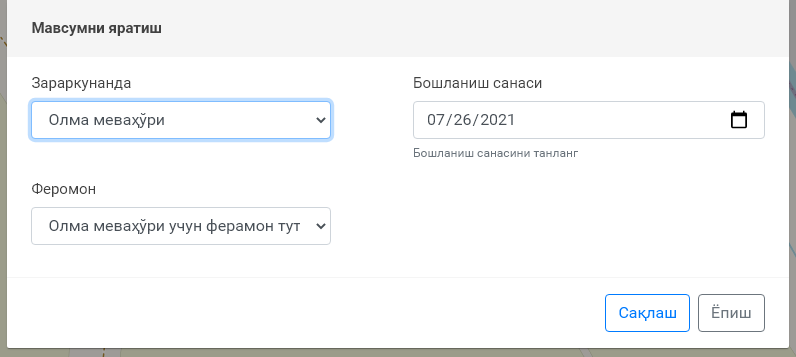 Мавсумни яратиш
Зараркунанда
Бошланиш санаси
Олма меваҳўри
07/26/2021
Бошланиш санасини танланг
Феромон
Олма меваҳўри учун ферамон тут
Сақлаш
Ёпиш